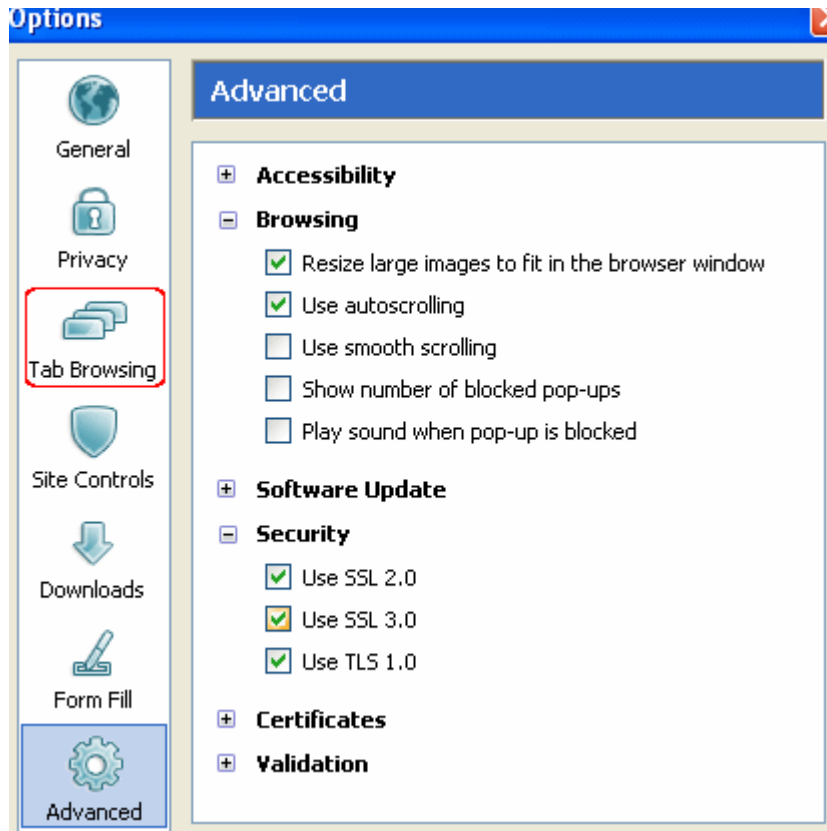 Options
General
Privacy
Tab Browsing
Site Controls
Downloads
Form Fill
Advanced
Advanced
Accessibility
Browsing
Resize large images to fit in the browser window
Use autoscrolling
Use smooth scrolling
Show number of blocked pop-ups
Play sound when pop-up is blocked
Software Update
Security
Use SSL 2.0
Use SSL 3.0
Use TLS 1.0
Certificates
Validation